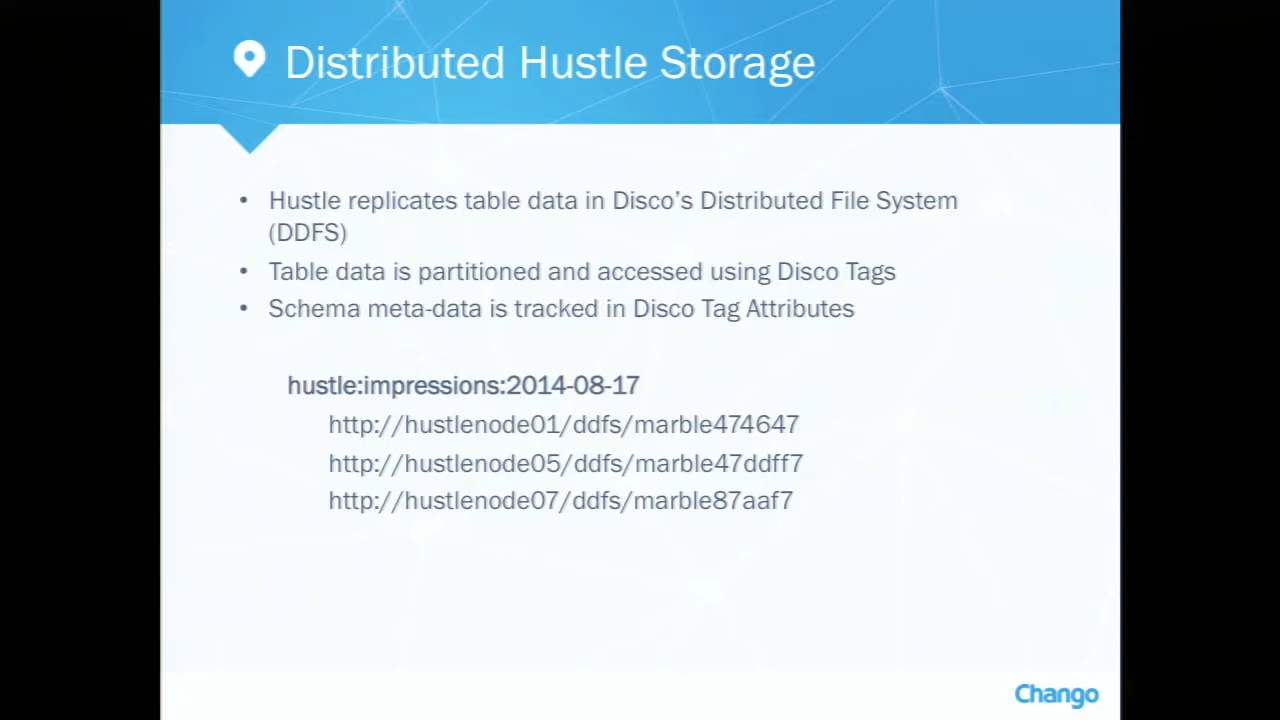 Distributed Hustle Storage
• Hustle replicates table data in Disco's Distributed File System
(DDFS)
• Table data is partitioned and accessed using Disco Tags
• Schema meta-data is tracked in Disco Tag Attributes
hustle:impressions:2014-08-17
http://hustlenode01/ddfs/marble474647
http://hustlenode05/ddfs/marble47ddff7
http://hustlenode07/ddfs/marble87aaf7
Chango